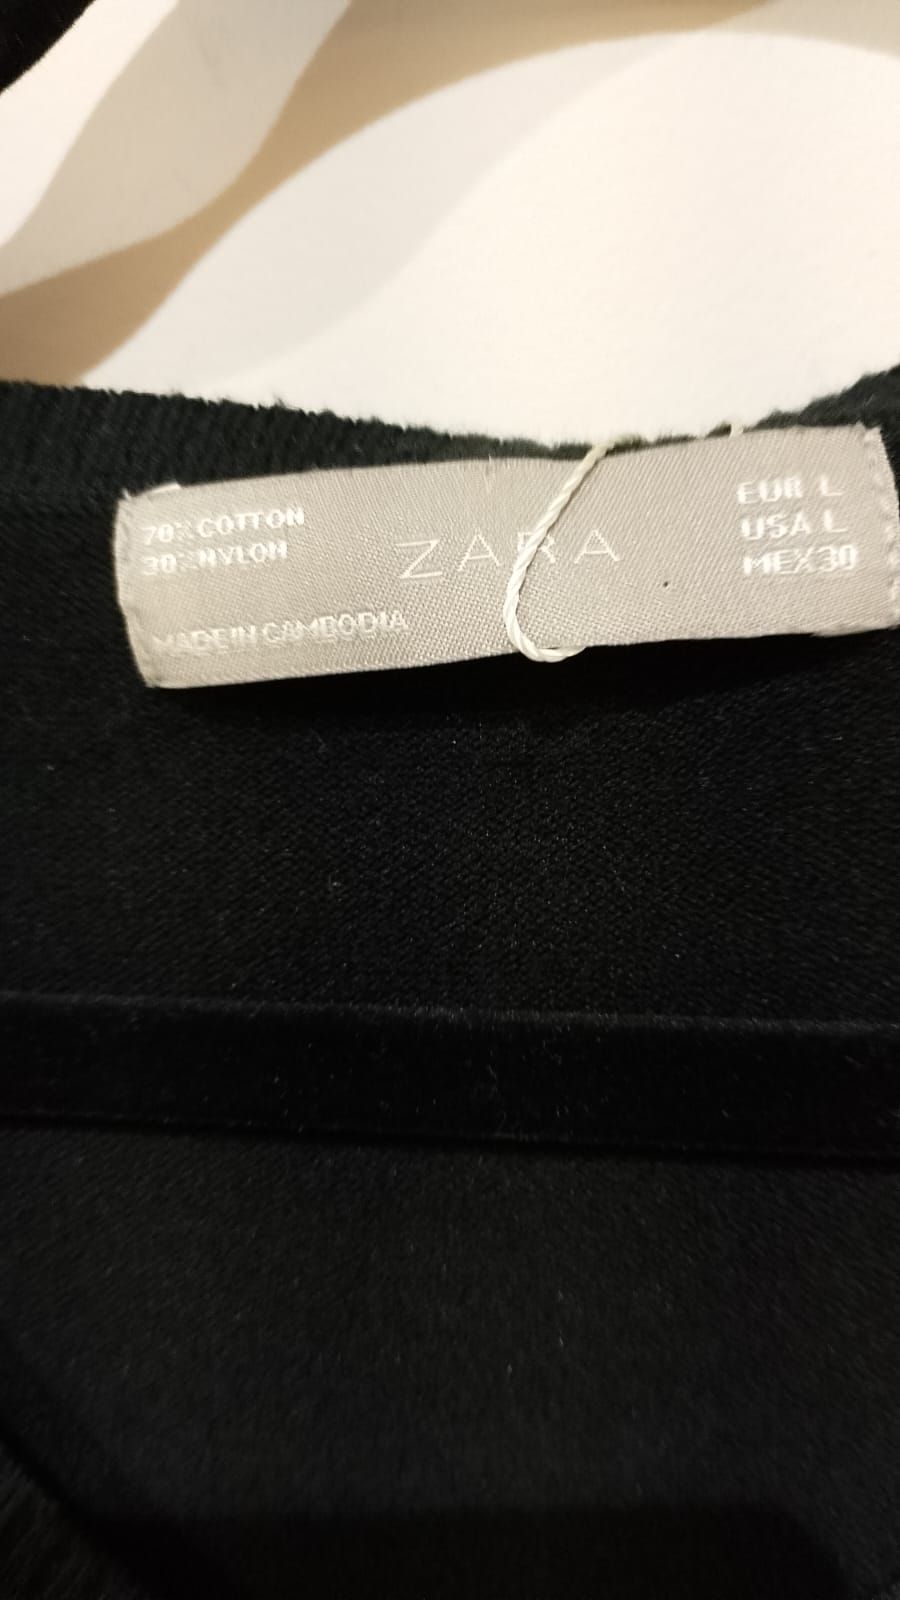 70% COTTON
30% NYLON
MADE IN CAMBODIA
ZARA
EUR L
USA L
MEX 30